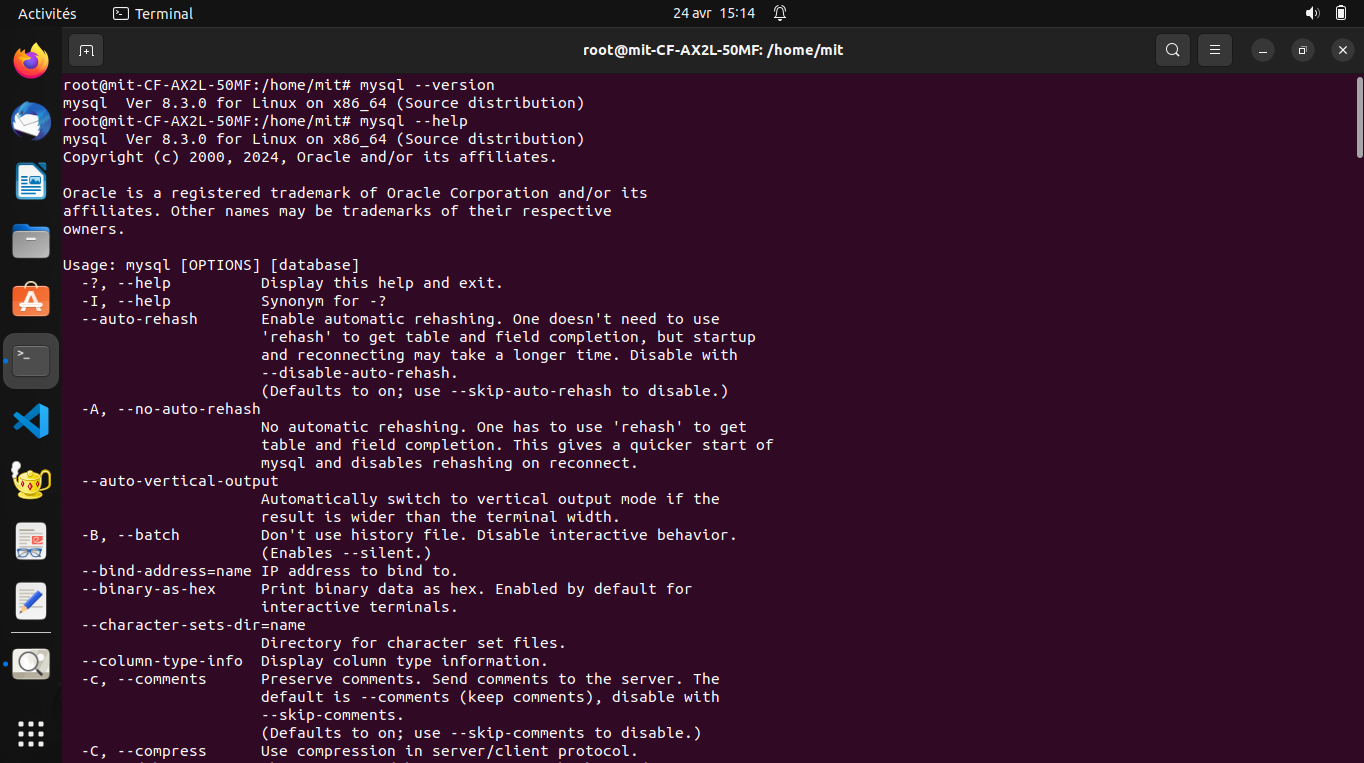 Activités Terminal 24 avr 15:14
root@mit-CF-AX2L-50MF: /home/mit
root@mit-CF-AX2L-50MF:/home/mit# mysql --version
mysql  Ver 8.3.0 for Linux on x86_64 (Source distribution)
root@mit-CF-AX2L-50MF:/home/mit# mysql --help
mysql  Ver 8.3.0 for Linux on x86_64 (Source distribution)
Copyright (c) 2000, 2024, Oracle and/or its affiliates.

Oracle is a registered trademark of Oracle Corporation and/or its
affiliates. Other names may be trademarks of their respective
owners.

Usage: mysql [OPTIONS] [database]
  -?, --help          Display this help and exit.
  -I, --help          Synonym for -?
  --auto-rehash       Enable automatic rehashing. One doesn't need to use
                      'rehash' to get table and field completion, but startup
                      and reconnecting may take a longer time. Disable with
                      --disable-auto-rehash.
                      (Defaults to on; use --skip-auto-rehash to disable.)
  -A, --no-auto-rehash
                      No automatic rehashing. One has to use 'rehash' to get
                      table and field completion. This gives a quicker start of
                      mysql and disables rehashing on reconnect.
  --auto-vertical-output
                      Automatically switch to vertical output mode if the
                      result is wider than the terminal width.
  -B, --batch         Don't use history file. Disable interactive behavior.
                      (Enables --silent.)
  --bind-address=name IP address to bind to.
  --binary-as-hex     Print binary data as hex. Enabled by default for
                      interactive terminals.
  --character-sets-dir=name
                      Directory for character set files.
  --column-type-info  Display column type information.
  -c, --comments      Preserve comments. Send comments to the server. The
                      default is --comments (keep comments), disable with
                      --skip-comments.
                      (Defaults to on; use --skip-comments to disable.)
  -C, --compress      Use compression in server/client protocol.